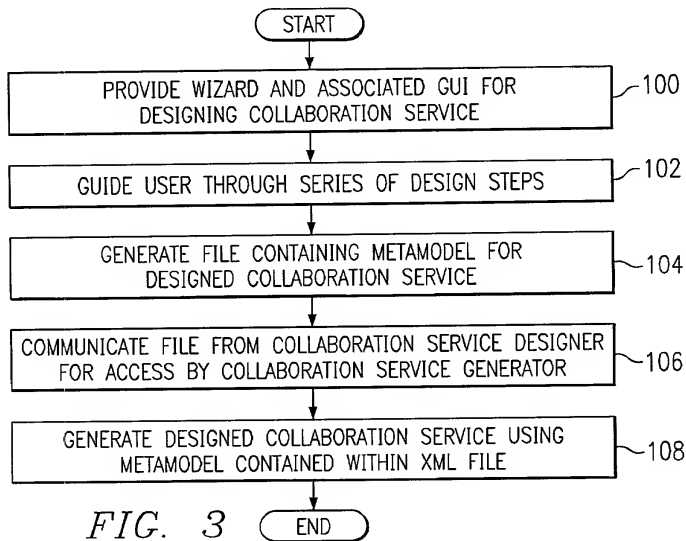 START
PROVIDE WIZARD AND ASSOCIATED GUI FOR
DESIGNING COLLABORATION SERVICE
100
GUIDE USER THROUGH SERIES OF DESIGN STEPS
102
GENERATE FILE CONTAINING METAMODEL FOR
DESIGNED COLLABORATION SERVICE
104
COMMUNICATE FILE FROM COLLABORATION SERVICE DESIGNER
FOR ACCESS BY COLLABORATION SERVICE GENERATOR
106
GENERATE DESIGNED COLLABORATION SERVICE USING
METAMODEL CONTAINED WITHIN XML FILE
108
FIG. 3
END